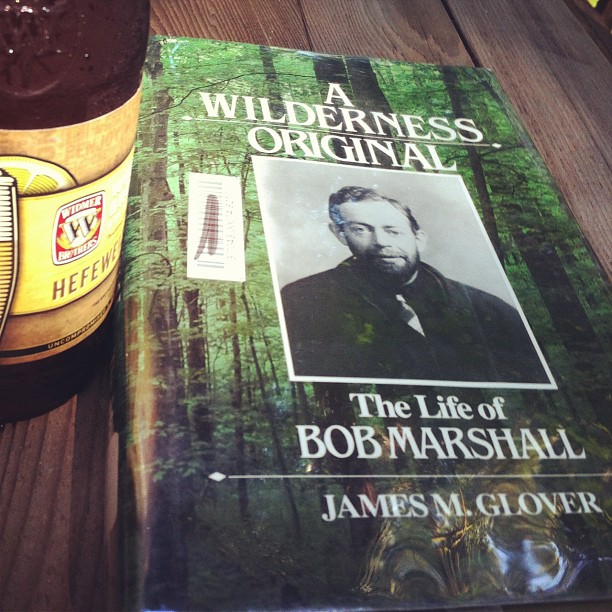 A
WILDERNESS
ORIGINAL
The Life of
BOB MARSHALL
JAMES M. GLOVER
WIDMER
W
BROTHERS
HEFEWE